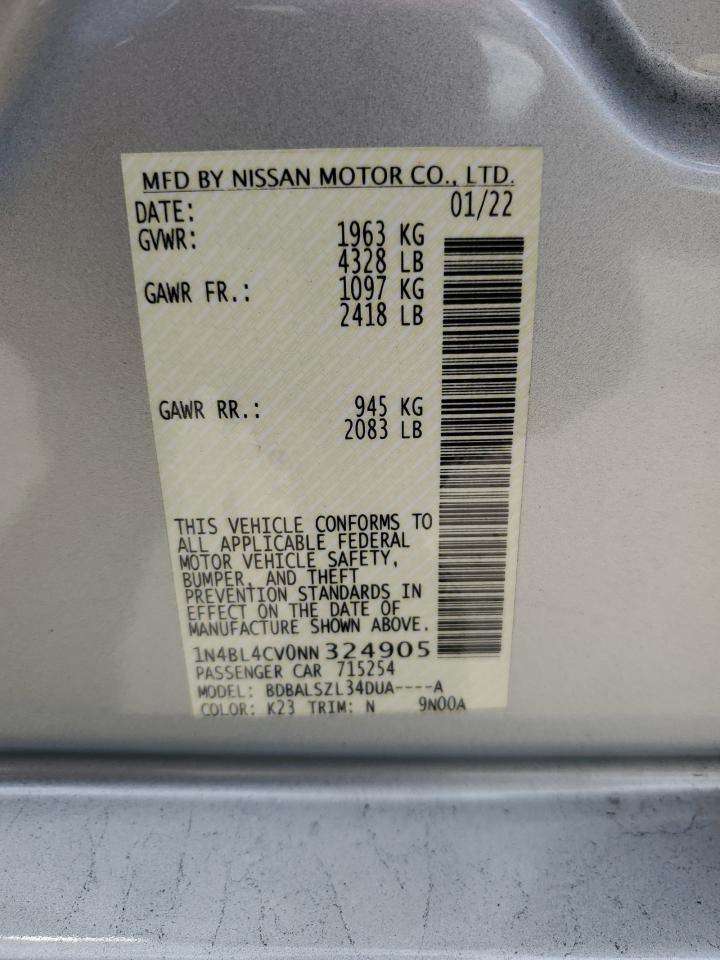 MFD BY NISSAN MOTOR CO., LTD.
DATE: 01/22
GVWR: 1963 KG
4328 LB
GAWR FR.: 1097 KG
2418 LB
GAWR RR.: 945 KG
2083 LB
THIS VEHICLE CONFORMS TO
ALL APPLICABLE FEDERAL
MOTOR VEHICLE SAFETY,
BUMPER, AND THEFT
PREVENTION STANDARDS IN
EFFECT ON THE DATE OF
MANUFACTURE SHOWN ABOVE.
1N4BL4CV0NN 324905
PASSENGER CAR 715254
MODEL: BDBALSZL34DUA----A
COLOR: K23 TRIM: N 9N00A